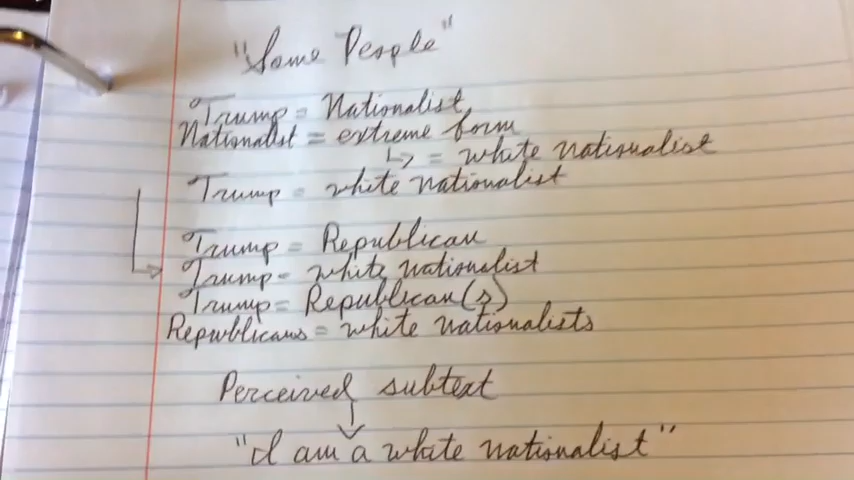 "Some People"
Trump = Nationalist
Nationalist = extreme form
↳ = white nationalist
Trump = white nationalist
Trump = Republican
Trump = white nationalist
Trump = Republican(s)
Republicans = white nationalists
Perceived subtext
"I am a white nationalist"